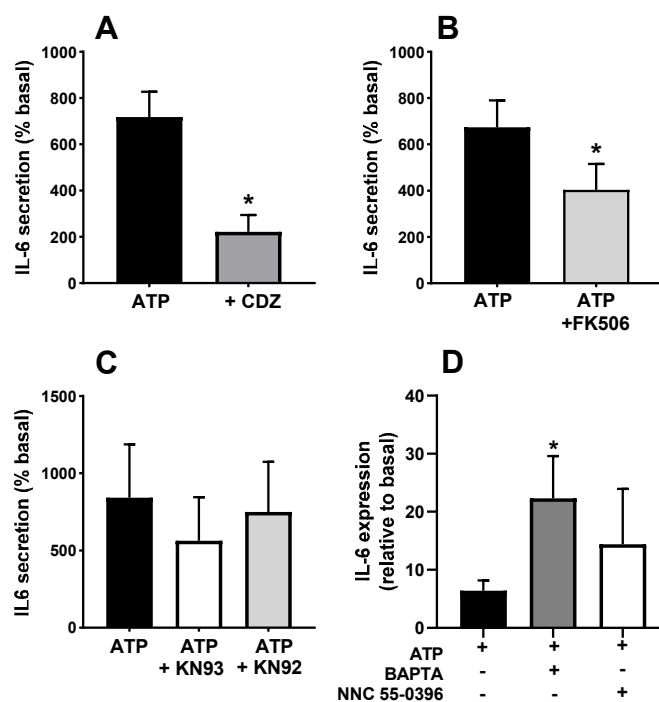 A
IL-6 secretion (% basal)
1000
800
600
400
200
0
*
ATP
+ CDZ
B
IL-6 secretion (% basal)
1000
800
600
400
200
0
*
ATP
ATP
+FK506
C
IL6 secretion (% basal)
1500
1000
500
0
ATP
ATP
+ KN93
ATP
+ KN92
D
IL-6 expression
(relative to basal)
40
30
20
10
0
*
ATP + + +
BAPTA - + -
NNC 55-0396 - - +